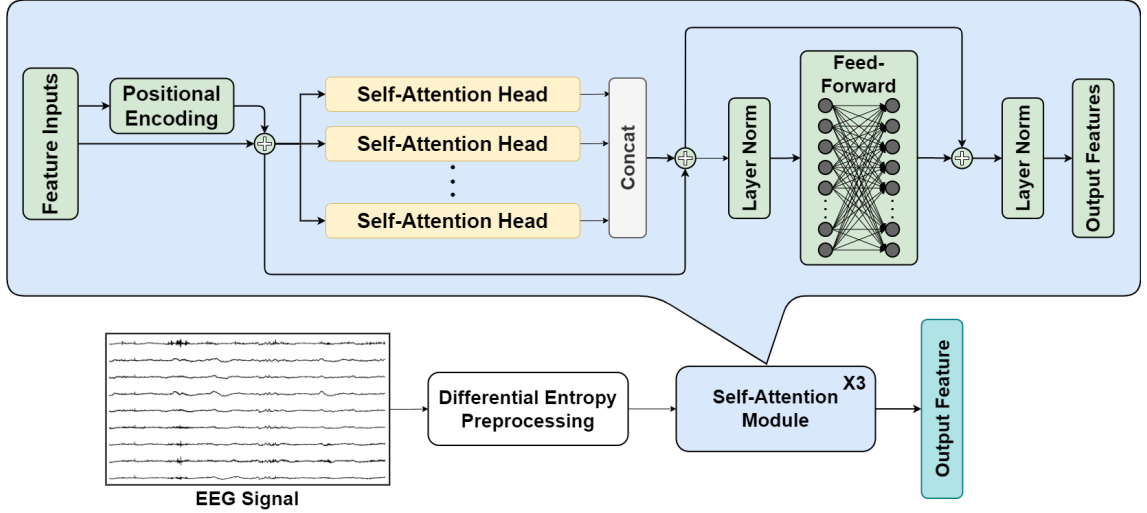 Feature Inputs
Positional
Encoding
Self-Attention Head
Self-Attention Head
Self-Attention Head
Concat
Layer Norm
Feed-
Forward
Layer Norm
Output Features
EEG Signal
Differential Entropy
Preprocessing
X3
Self-Attention
Module
Output Feature